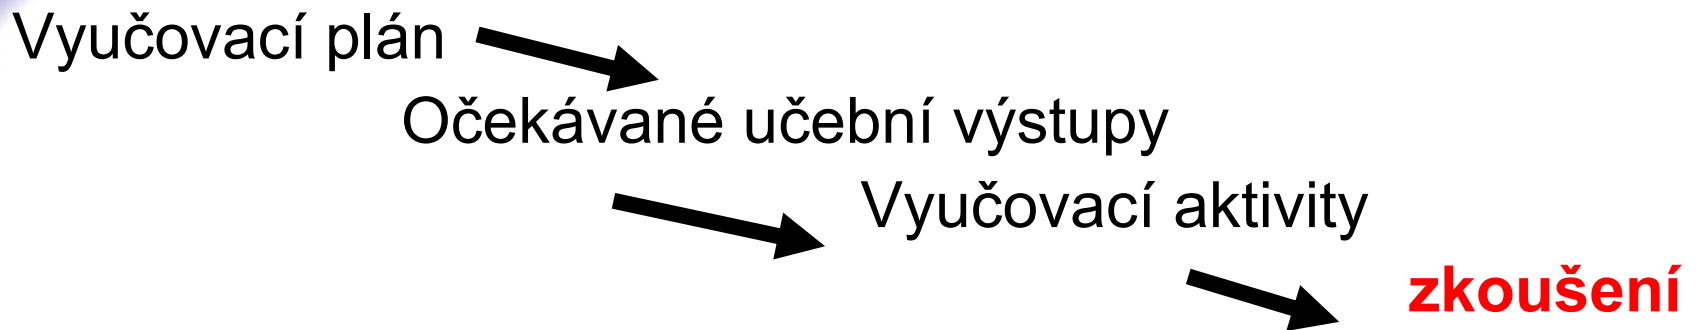 Vyučovací plán
Očekávané učební výstupy
Vyučovací aktivity
zkoušení